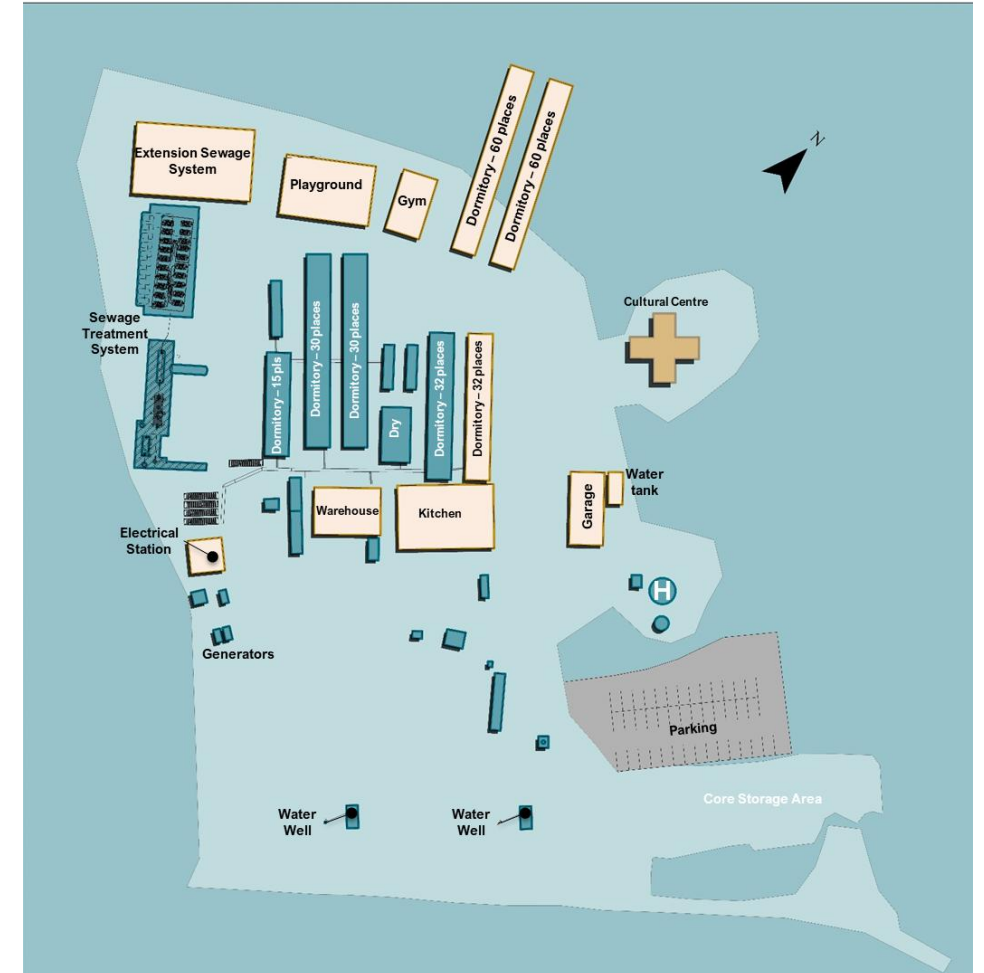 N
Dormitory – 60 places
Dormitory – 60 places
Extension Sewage
System
Playground
Gym
Cultural Centre
Sewage
Treatment
System
Dormitory – 15 pls
Dormitory – 30 places
Dormitory – 30 places
Dry
Dormitory – 32 places
Dormitory – 32 places
Water
tank
Garage
Warehouse
Kitchen
Electrical
Station
H
Generators
Parking
Core Storage Area
Water
Well
Water
Well